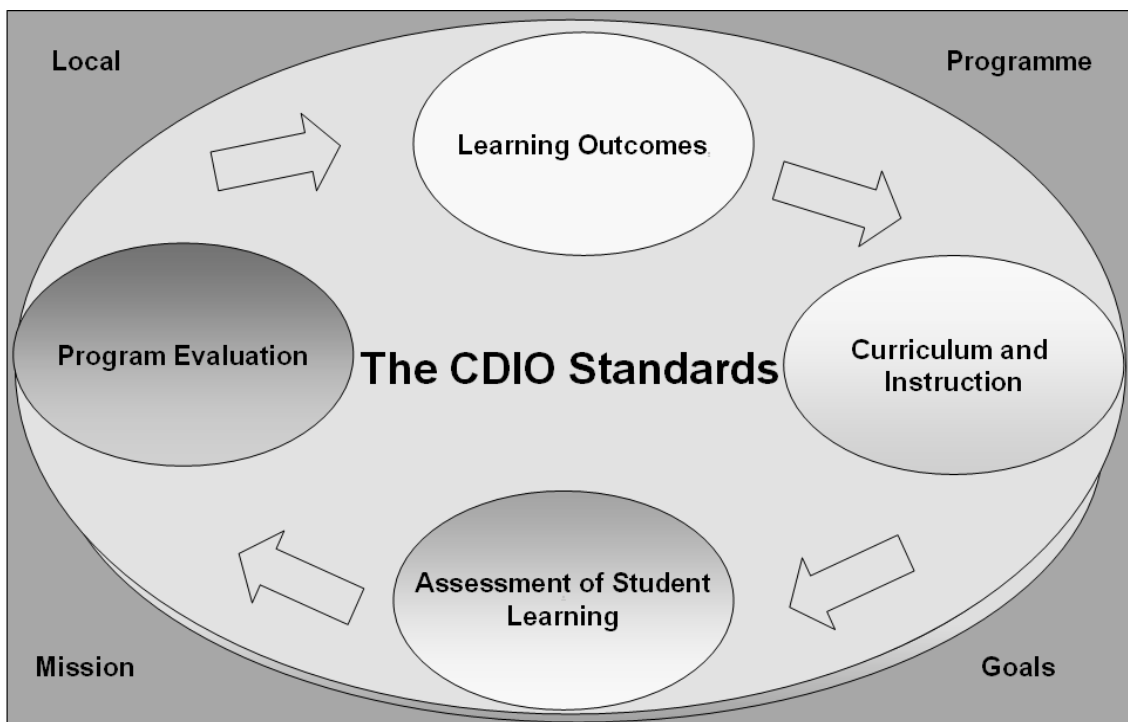 Local
Programme
Learning Outcomes
Program Evaluation
The CDIO Standards
Curriculum and
Instruction
Assessment of Student
Learning
Mission
Goals